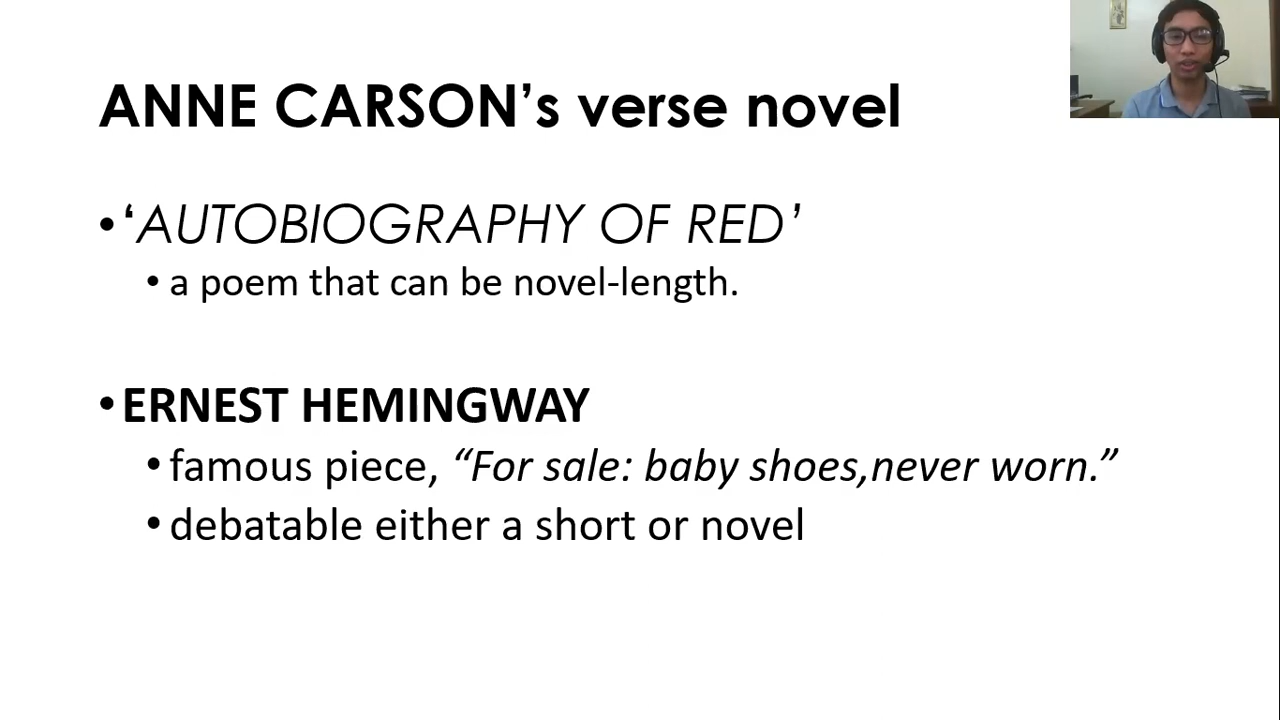 ANNE CARSON’s verse novel
•‘AUTOBIOGRAPHY OF RED’
• a poem that can be novel-length.
•ERNEST HEMINGWAY
• famous piece, “For sale: baby shoes,never worn.”
• debatable either a short or novel